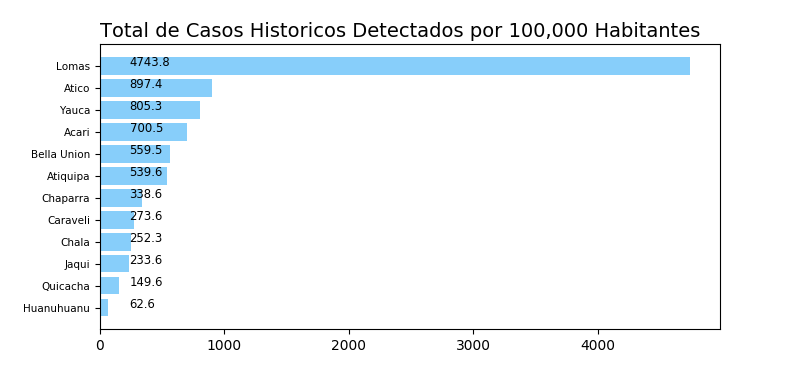 Total de Casos Historicos Detectados por 100,000 Habitantes
Lomas 4743.8
Atico 897.4
Yauca 805.3
Acari 700.5
Bella Union 559.5
Atiquipa 539.6
Chaparra 338.6
Caraveli 273.6
Chala 252.3
Jaqui 233.6
Quicacha 149.6
Huanuhuanu 62.6
0 1000 2000 3000 4000